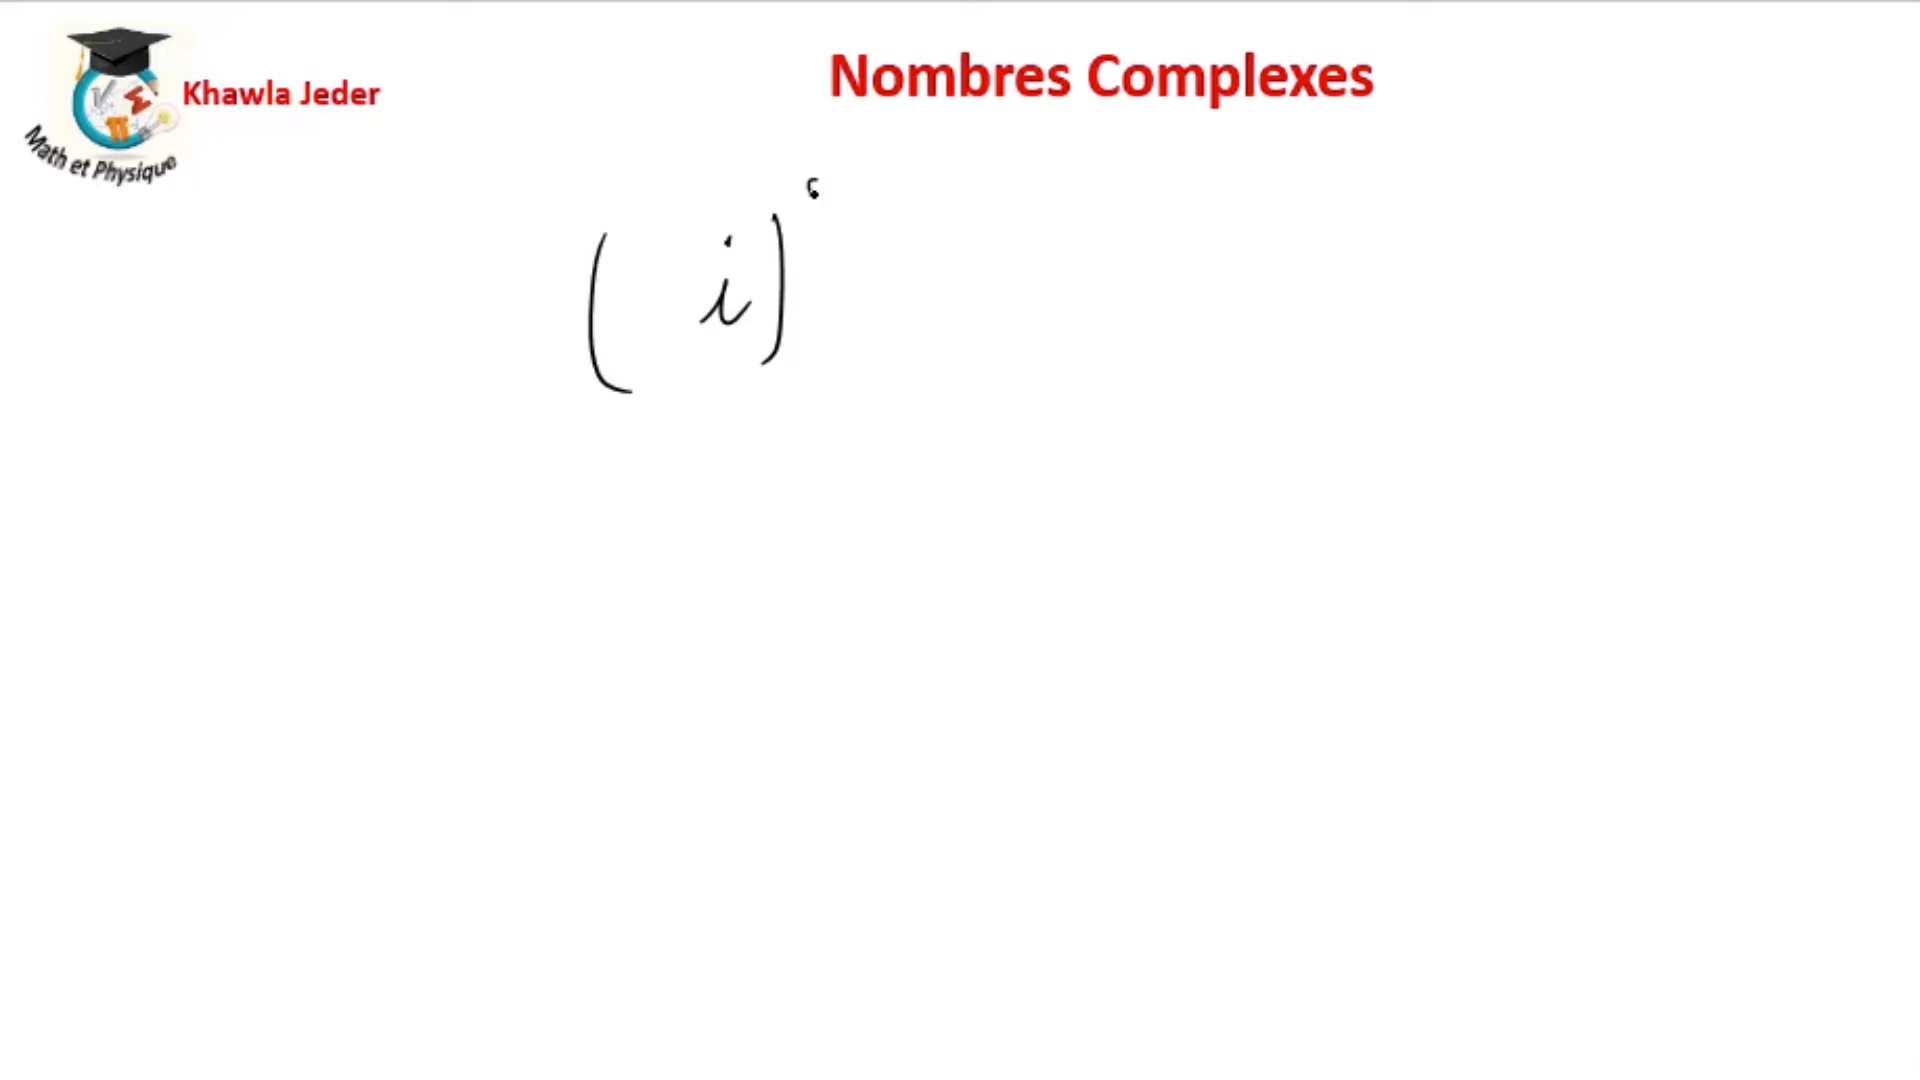 Nombres Complexes
Khawla Jeder
Math et Physique
( i)